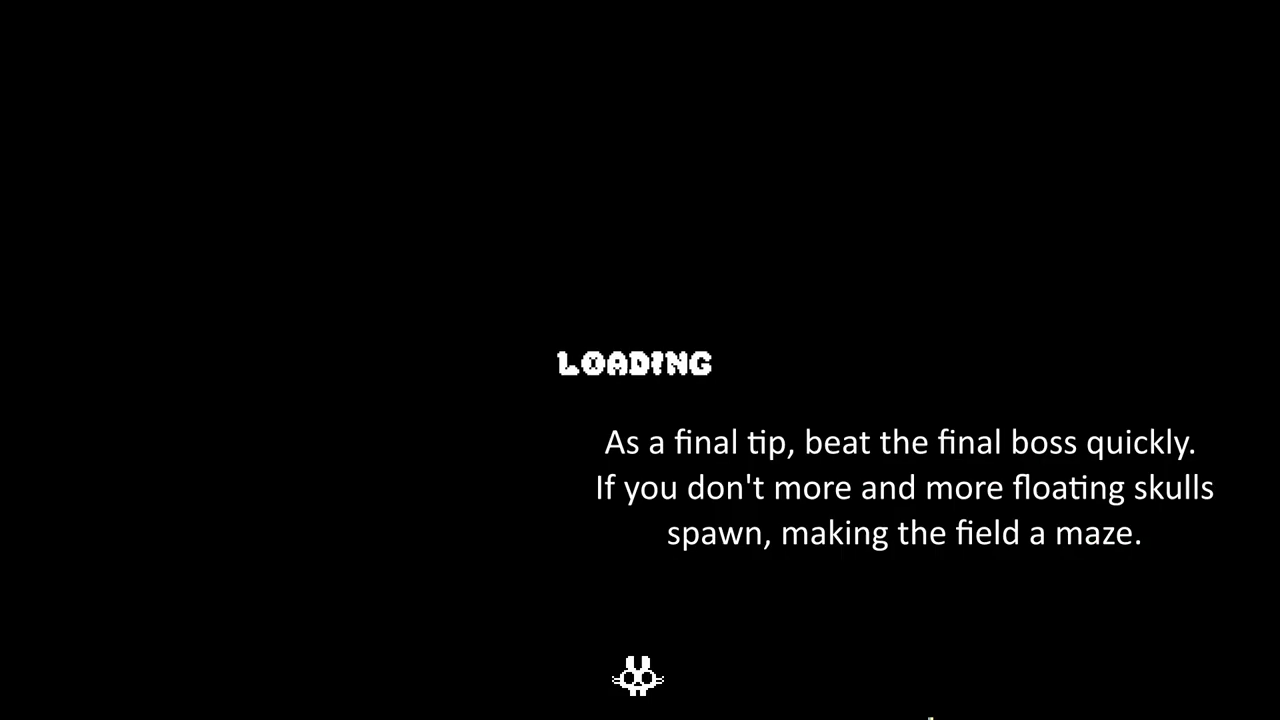 LOADING
As a final tip, beat the final boss quickly.
If you don't more and more floating skulls
spawn, making the field a maze.